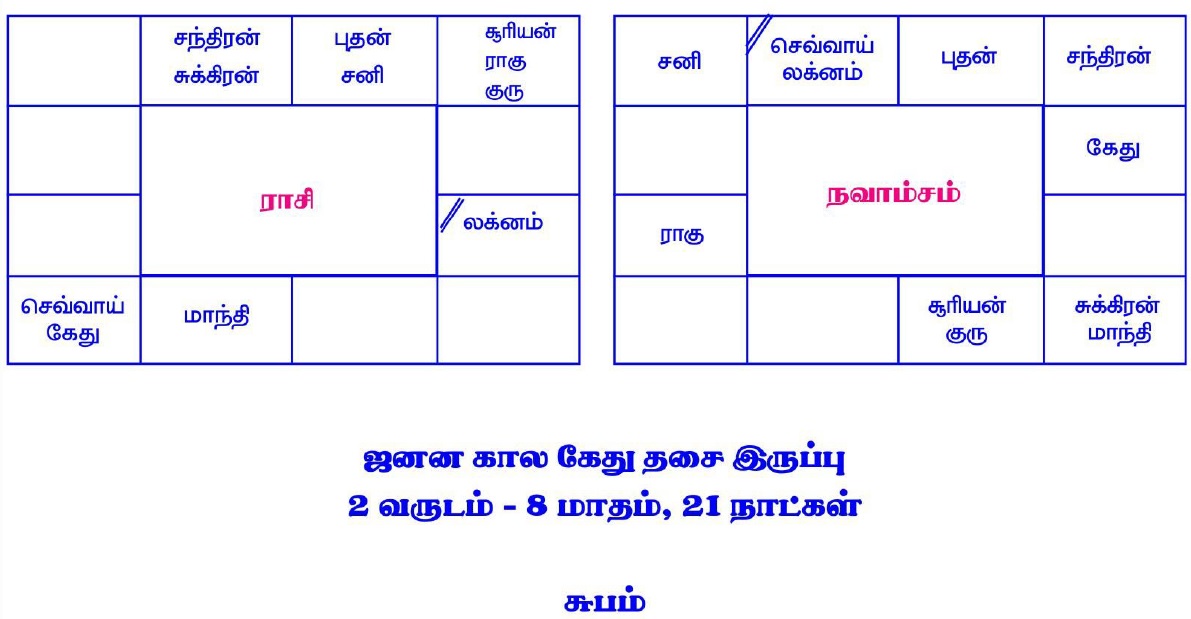 சந்திரன்
சுக்கிரன்
புதன்
சனி
சூரியன்
ராகு
குரு
ராசி
லக்னம்
செவ்வாய்
கேது
மாந்தி
சனி
செவ்வாய்
லக்னம்
புதன்
சந்திரன்
கேது
நவாம்சம்
ராகு
சூரியன்
குரு
சுக்கிரன்
மாந்தி
ஜனன கால கேது தசை இருப்பு
2 வருடம் - 8 மாதம், 21 நாட்கள்
சுபம்